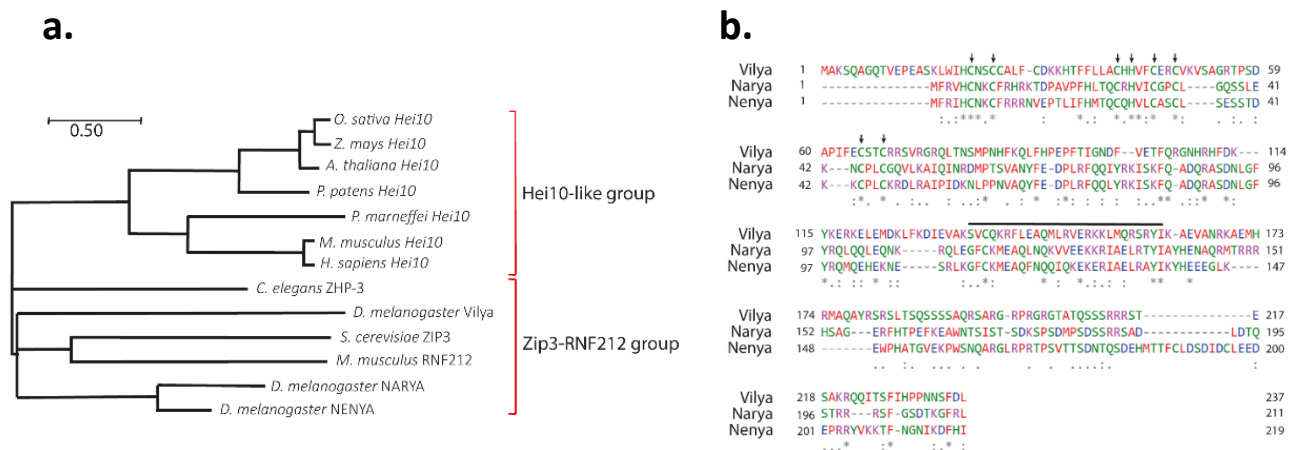 a.
0.50
O. sativa Hei10
Z. mays Hei10
A. thaliana Hei10
P. patens Hei10
P. marneffei Hei10
M. musculus Hei10
H. sapiens Hei10
Hei10-like group
C. elegans ZHP-3
D. melanogaster Vilya
S. cerevisiae ZIP3
M. musculus RNF212
D. melanogaster NARYA
D. melanogaster NENYA
Zip3-RNF212 group
b.
Vilya 1 MAKSQAGQTVEPEASKLWIHCNSCCALF-CDKKHTFFLLACHHVFCERCVKVSAGRTPSD 59
Narya 1 ---------------MFRVHCNKCFRHRKTDPAVPFHLTQCRHVICGPCL----GQSSLE 41
Nenya 1 ---------------MFRIHCNKCFRRRNVEPTLIFHMTQCQHVLCASCL----SESSTD 41
:.:***.* : *. *:**:* *: . . :
Vilya 60 APIFECSTCRRSVRGRQLTNSMPNHFKQLFHPEPFTIGNDF--VETFQRGNHRHFDK--- 114
Narya 42 K---NCPLCGQVLKAIQINRDMPTSVANYFE-DPLRFQQIYRKISKFQ-ADQRASDNLGF 96
Nenya 42 K---KCPLCKRDLRAIPIDKNLPPNVAQYFE-DPLRFQQIYRKISKFQ-ADQRASDNLGF 96
:*. * : :.. : ..:* . : *. :*: : : :..** .::* *:
Vilya 115 YKERKELEMDKLFKDIEVAKSVCQKRFLEAQMLRVERKKLMQRSRYIK-AEVANRKAEMH 173
Narya 97 YRQLQQLEQNK-----RQLEGFCKMEAQLNQKVVEEKKRIAELRTYIAYHENAQRMTRRR 151
Nenya 97 YRQMQEHEKNE-----SRLKGFCKMEAQFNQQIQKEKERIAELRAYIKYHEEEGLK---- 147
*:: :: * :: :..*: . * : *.::: : ** *
Vilya 174 RMAQAYRSRSLTSQSSSSAQRSARG-RPRGRGTATQSSSRRRST--------------E 217
Narya 152 HSAG----ERFHTPEFKEAWNTSIST-SDKSPSDMPSDSSRRSAD-----------LDTQ 195
Nenya 148 -------EWPHATGVEKPWSNQARGLRPRTPSVTTSDNTQSDEHMTTFCLDSDIDCLEED 200
.. : .. :. . . ....: :
Vilya 218 SAKRQQITSFIHPPNNSFDL 237
Narya 196 STRR---RSF-GSDTKGFRL 211
Nenya 201 EPRRYVKKTF-NGNIKDFHI 219
...* :* ..* :